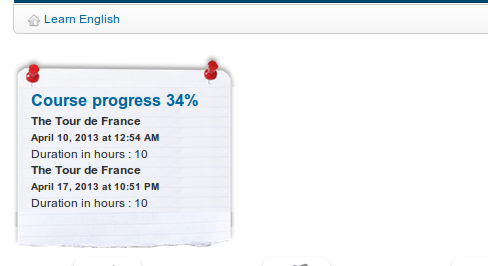 Learn English
Course progress 34%
The Tour de France
April 10, 2013 at 12:54 AM
Duration in hours : 10
The Tour de France
April 17, 2013 at 10:51 PM
Duration in hours : 10